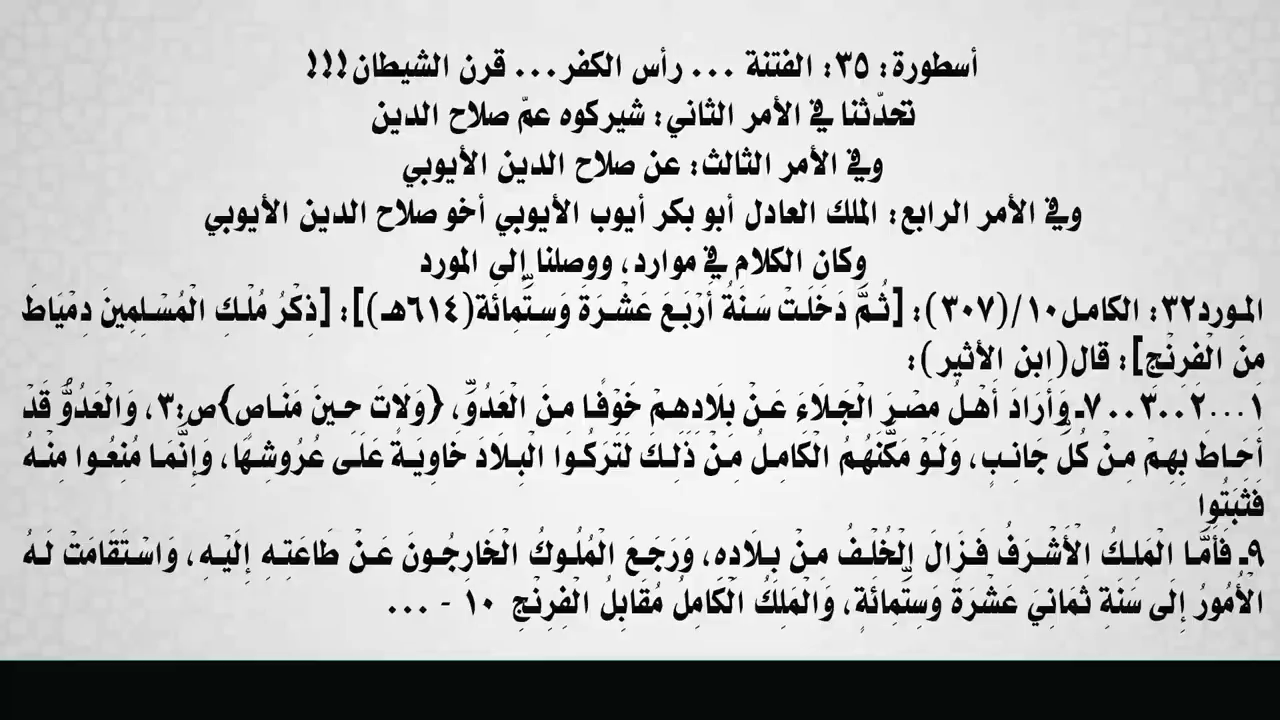 أسطورة: ٣٥: الفتنة ... رأس الكفر... قرن الشيطان!!!
تحدّثنا في الأمر الثاني: شيركوه عمّ صلاح الدين
وفي الأمر الثالث: عن صلاح الدين الأيوبي
وفي الأمر الرابع: الملك العادل أبو بكر أيوب الأيوبي أخو صلاح الدين الأيوبي
وكان الكلام في موارد، ووصلنا إلى المورد
المورد٣٢: الكامل١٠/(٣٠٧): [ثُمَّ دَخَلَتْ سَنَةُ أَرْبَعَ عَشْرَةَ وَسِتِّمِائَة(٦١٤هـ)]: [ذِكْرُ مُلْكِ الْمُسْلِمِينَ دِمْيَاطَ
مِنَ الْفِرِنْجِ]: قال(ابن الأثير):
١...٢..٣..٧ـ وَأَرَادَ أَهْلُ مِصْرَ الْجَلَاءَ عَنْ بِلَادِهِمْ خَوْفًا مِنَ الْعَدُوِّ، {وَلَاتَ حِينَ مَنَاصٍ}ص:٣، وَالْعَدُوُّ قَدْ
أَحَاطَ بِهِمْ مِنْ كُلِّ جَانِبٍ، وَلَوْ مَكَّنَهُمُ الْكَامِلُ مِنْ ذَلِكَ لَتَرَكُوا الْبِلَادَ خَاوِيَةً عَلَى عُرُوشِهَا، وَإِنَّمَا مُنِعُوا مِنْهُ
فَثَبَتُوا
٩ـ فَأَمَّا الْمَلِكُ الْأَشْرَفُ فَزَالَ الْخُلْفُ مِنْ بِلَادِهِ، وَرَجَعَ الْمُلُوكُ الْخَارِجُونَ عَنْ طَاعَتِهِ إِلَيْهِ، وَاسْتَقَامَتْ لَهُ
الْأُمُورُ إِلَى سَنَةِ ثَمَانِيَ عَشْرَةَ وَسِتِّمِائَةٍ، وَالْمَلِكُ الْكَامِلُ مُقَابِلُ الْفِرِنْجِ ١٠ - ...